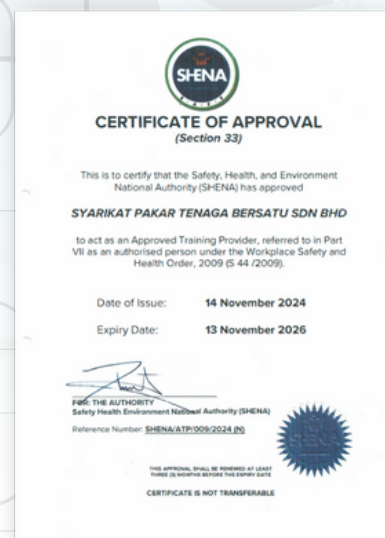 SHENA
CERTIFICATE OF APPROVAL
(Section 33)
This is to certify that the Safety, Health, and Environment
National Authority (SHENA) has approved
SYARIKAT PAKAR TENAGA BERSATU SDN BHD
to act as an Approved Training Provider, referred to in Part
VII as an authorised person under the Workplace Safety and
Health Order, 2009 (S 44 /2009).
Date of Issue: 14 November 2024
Expiry Date: 13 November 2026
FOR: THE AUTHORITY
Safety Health Environment National Authority (SHENA)
Reference Number: SHENA/ATP/009/2024 (N)
SHENA
THIS APPROVAL SHALL BE RENEWED AT LEAST
THREE (3) MONTHS BEFORE THE EXPIRY DATE
CERTIFICATE IS NOT TRANSFERABLE